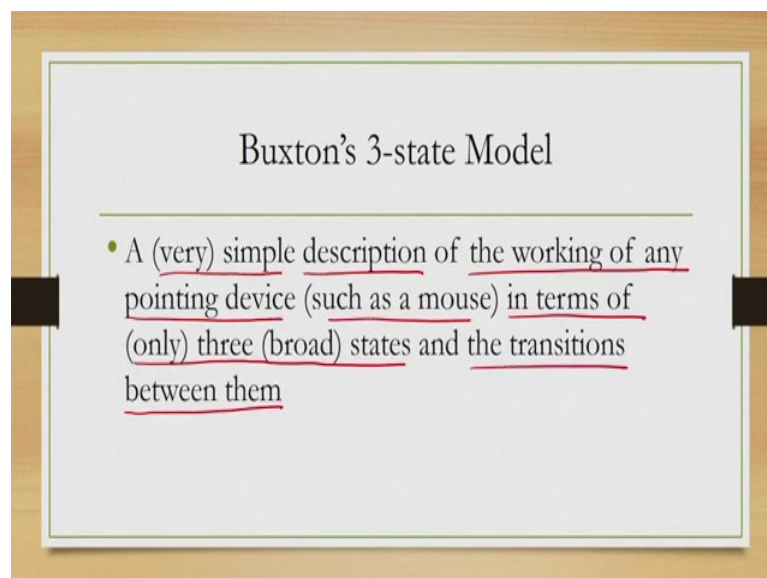 Buxton's 3-state Model
• A (very) simple description of the working of any
pointing device (such as a mouse) in terms of
(only) three (broad) states and the transitions
between them